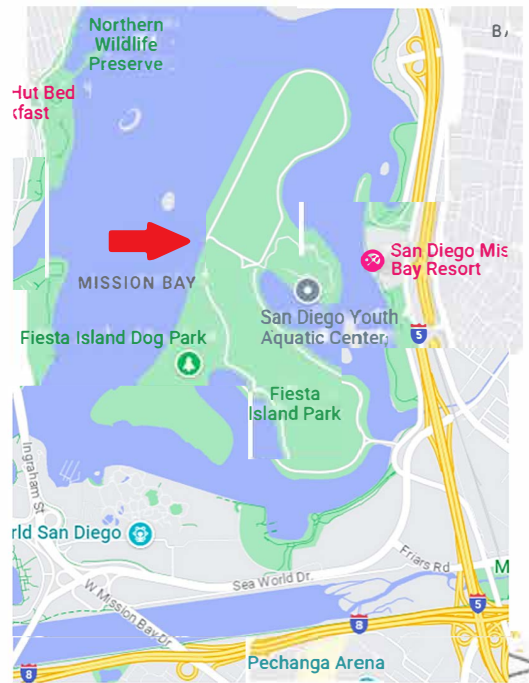 Northern
Wildlife
Preserve
BA
Hut Bed
kfast
San Diego Mis
Bay Resort
MISSION BAY
San Diego Youth
Aquatic Center
5
Fiesta Island Dog Park
Fiesta
Island Park
Ingraham St
rld San Diego
Friars Rd
Sea World Dr.
M
W Mission Bay Dr
5
8
Pechanga Arena
8